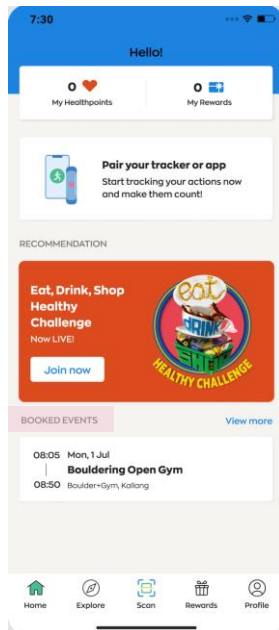 7:30
Hello!
0
My Healthpoints
0
My Rewards
Pair your tracker or app
Start tracking your actions now
and make them count!
RECOMMENDATION
Eat, Drink, Shop
Healthy
Challenge
Now LIVE!
Join now
eat
DRINK
SHOP
HEALTHY CHALLENGE
BOOKED EVENTS
View more
08:05 Mon, 1 Jul
Bouldering Open Gym
08:50 Boulder+Gym, Kallang
Home
Explore
Scan
Rewards
Profile